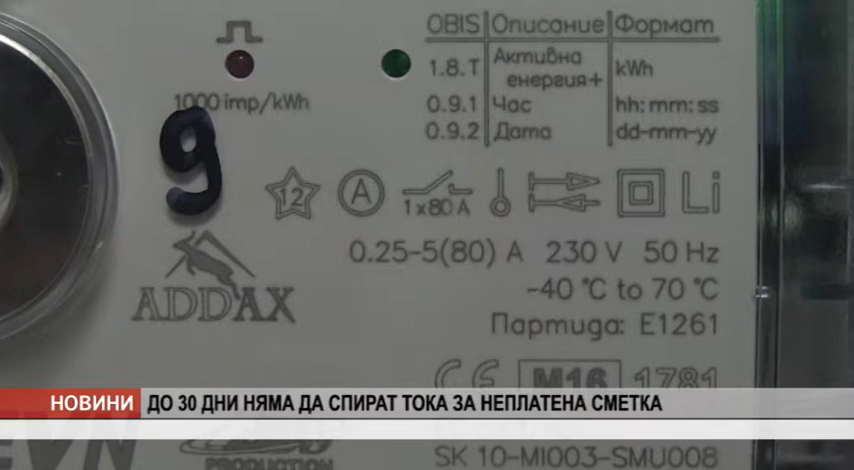 OBIS Описание Формат
1.8.T Активна енергия+ kWh
1000 imp/kWh
0.9.1 Час hh: mm: ss
0.9.2 Дата dd-mm-yy
9
12 A 1x80 A Li
0.25-5(80) A 230 V 50 Hz
ADDAX
-40 °C to 70 °C
Партида: E1261
CE M16 1781
НОВИНИ ДО 30 ДНИ НЯМА ДА СПИРАТ ТОКА ЗА НЕПЛАТЕНА СМЕТКА
EVN
PRODUCTION
SK 10-MI003-SMU008